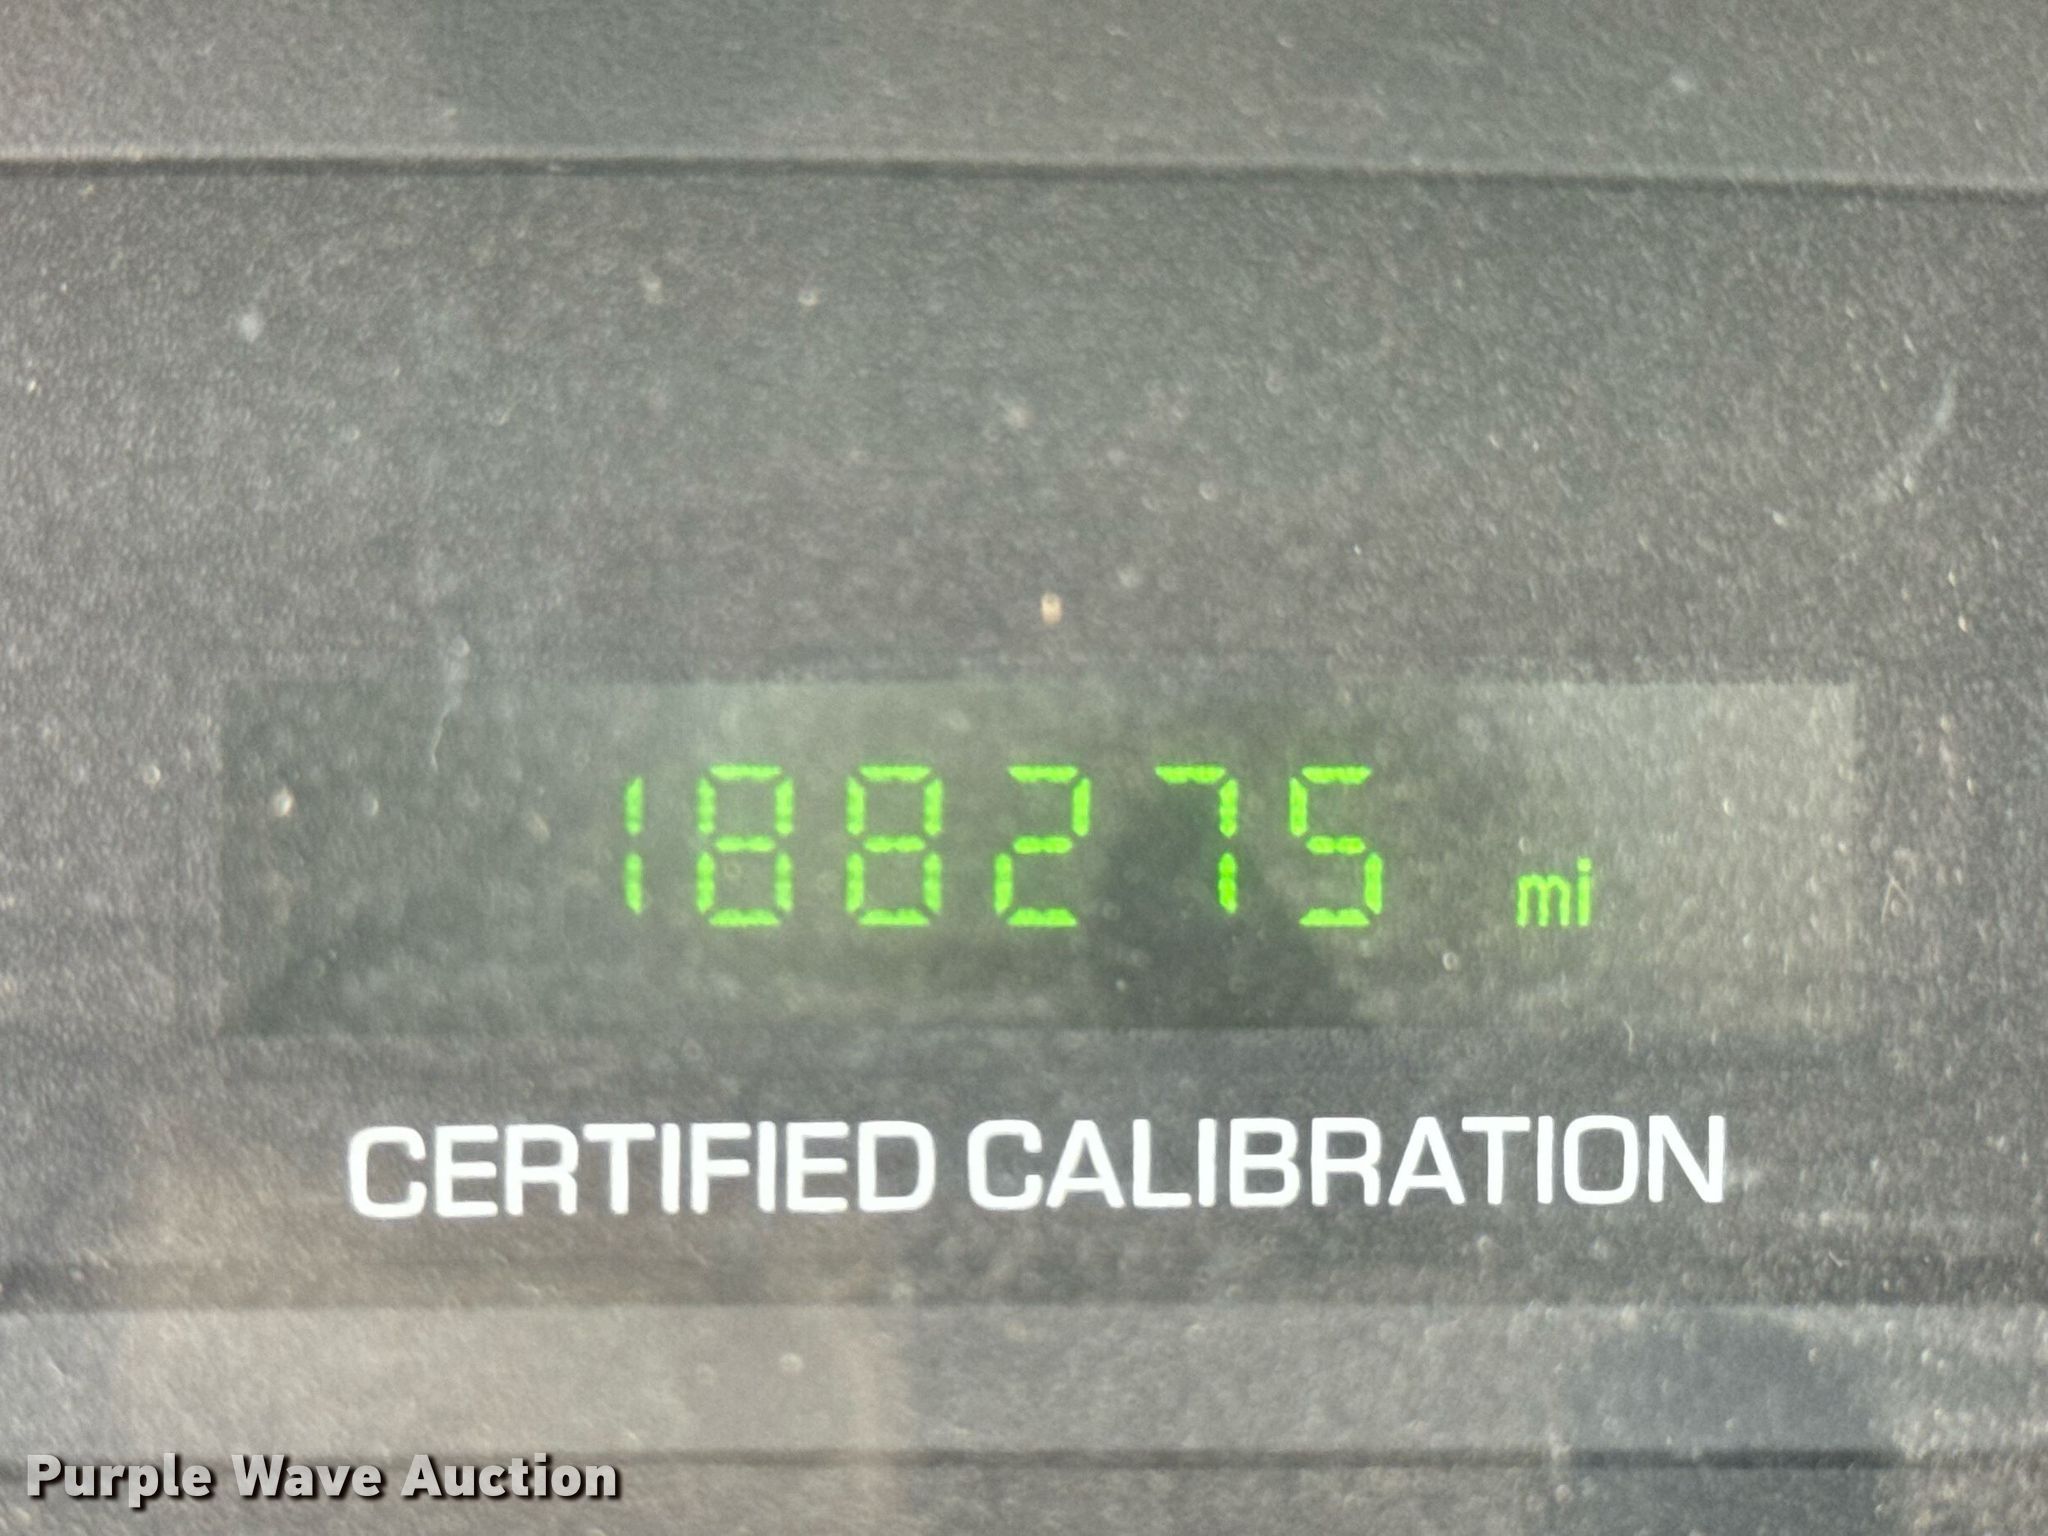 188275 mi
CERTIFIED CALIBRATION
Purple Wave Auction